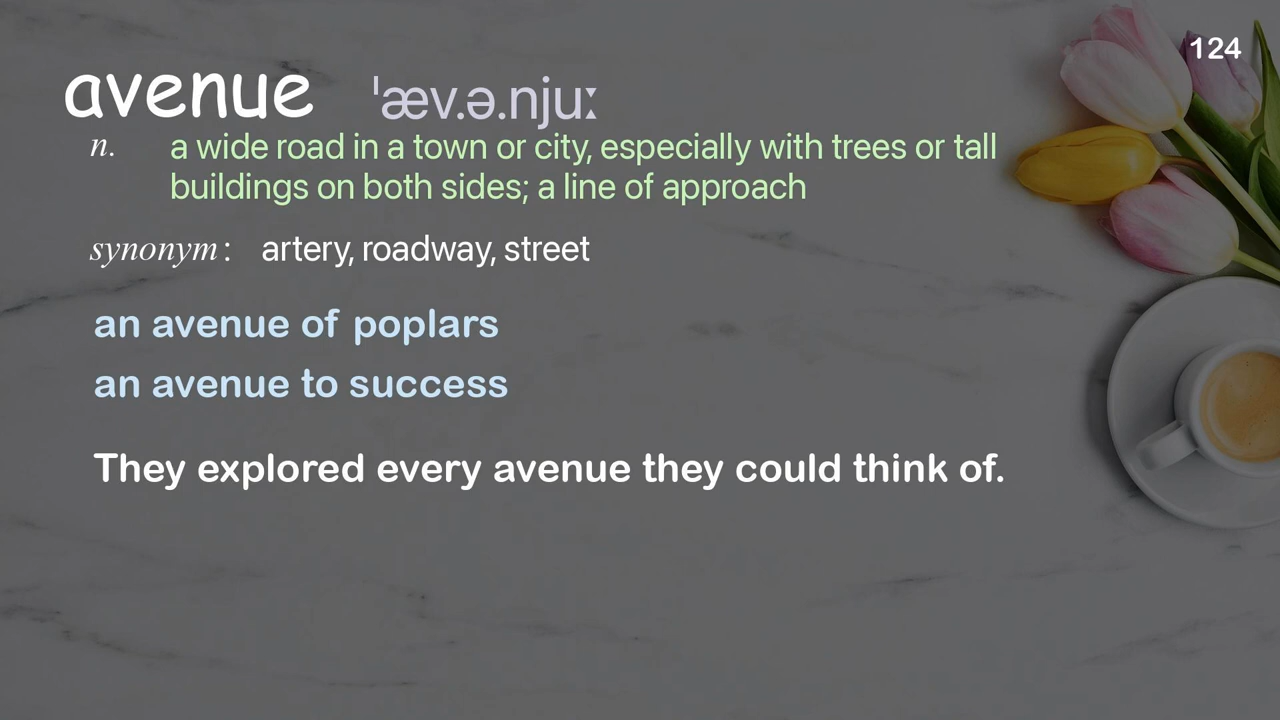 124
avenue ˈæv.ə.njuː
n. a wide road in a town or city, especially with trees or tall
buildings on both sides; a line of approach
synonym: artery, roadway, street
an avenue of poplars
an avenue to success
They explored every avenue they could think of.